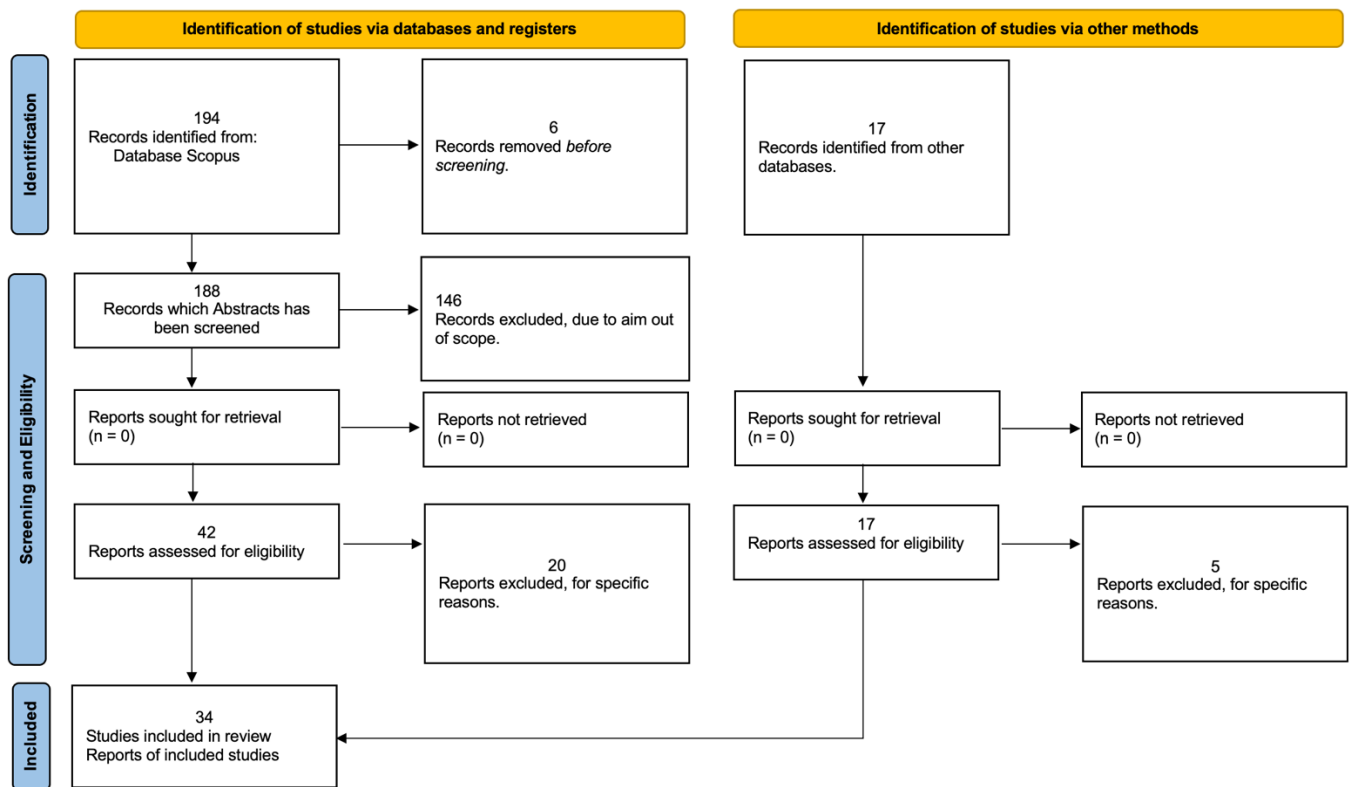 Identification of studies via databases and registers
Identification of studies via other methods
Identification
194
Records identified from:
Database Scopus
6
Records removed before
screening.
17
Records identified from other
databases.
Screening and Eligibility
188
Records which Abstracts has
been screened
146
Records excluded, due to aim out
of scope.
Reports sought for retrieval
(n = 0)
Reports not retrieved
(n = 0)
Reports sought for retrieval
(n = 0)
Reports not retrieved
(n = 0)
42
Reports assessed for eligibility
20
Reports excluded, for specific
reasons.
17
Reports assessed for eligibility
5
Reports excluded, for specific
reasons.
Included
34
Studies included in review
Reports of included studies